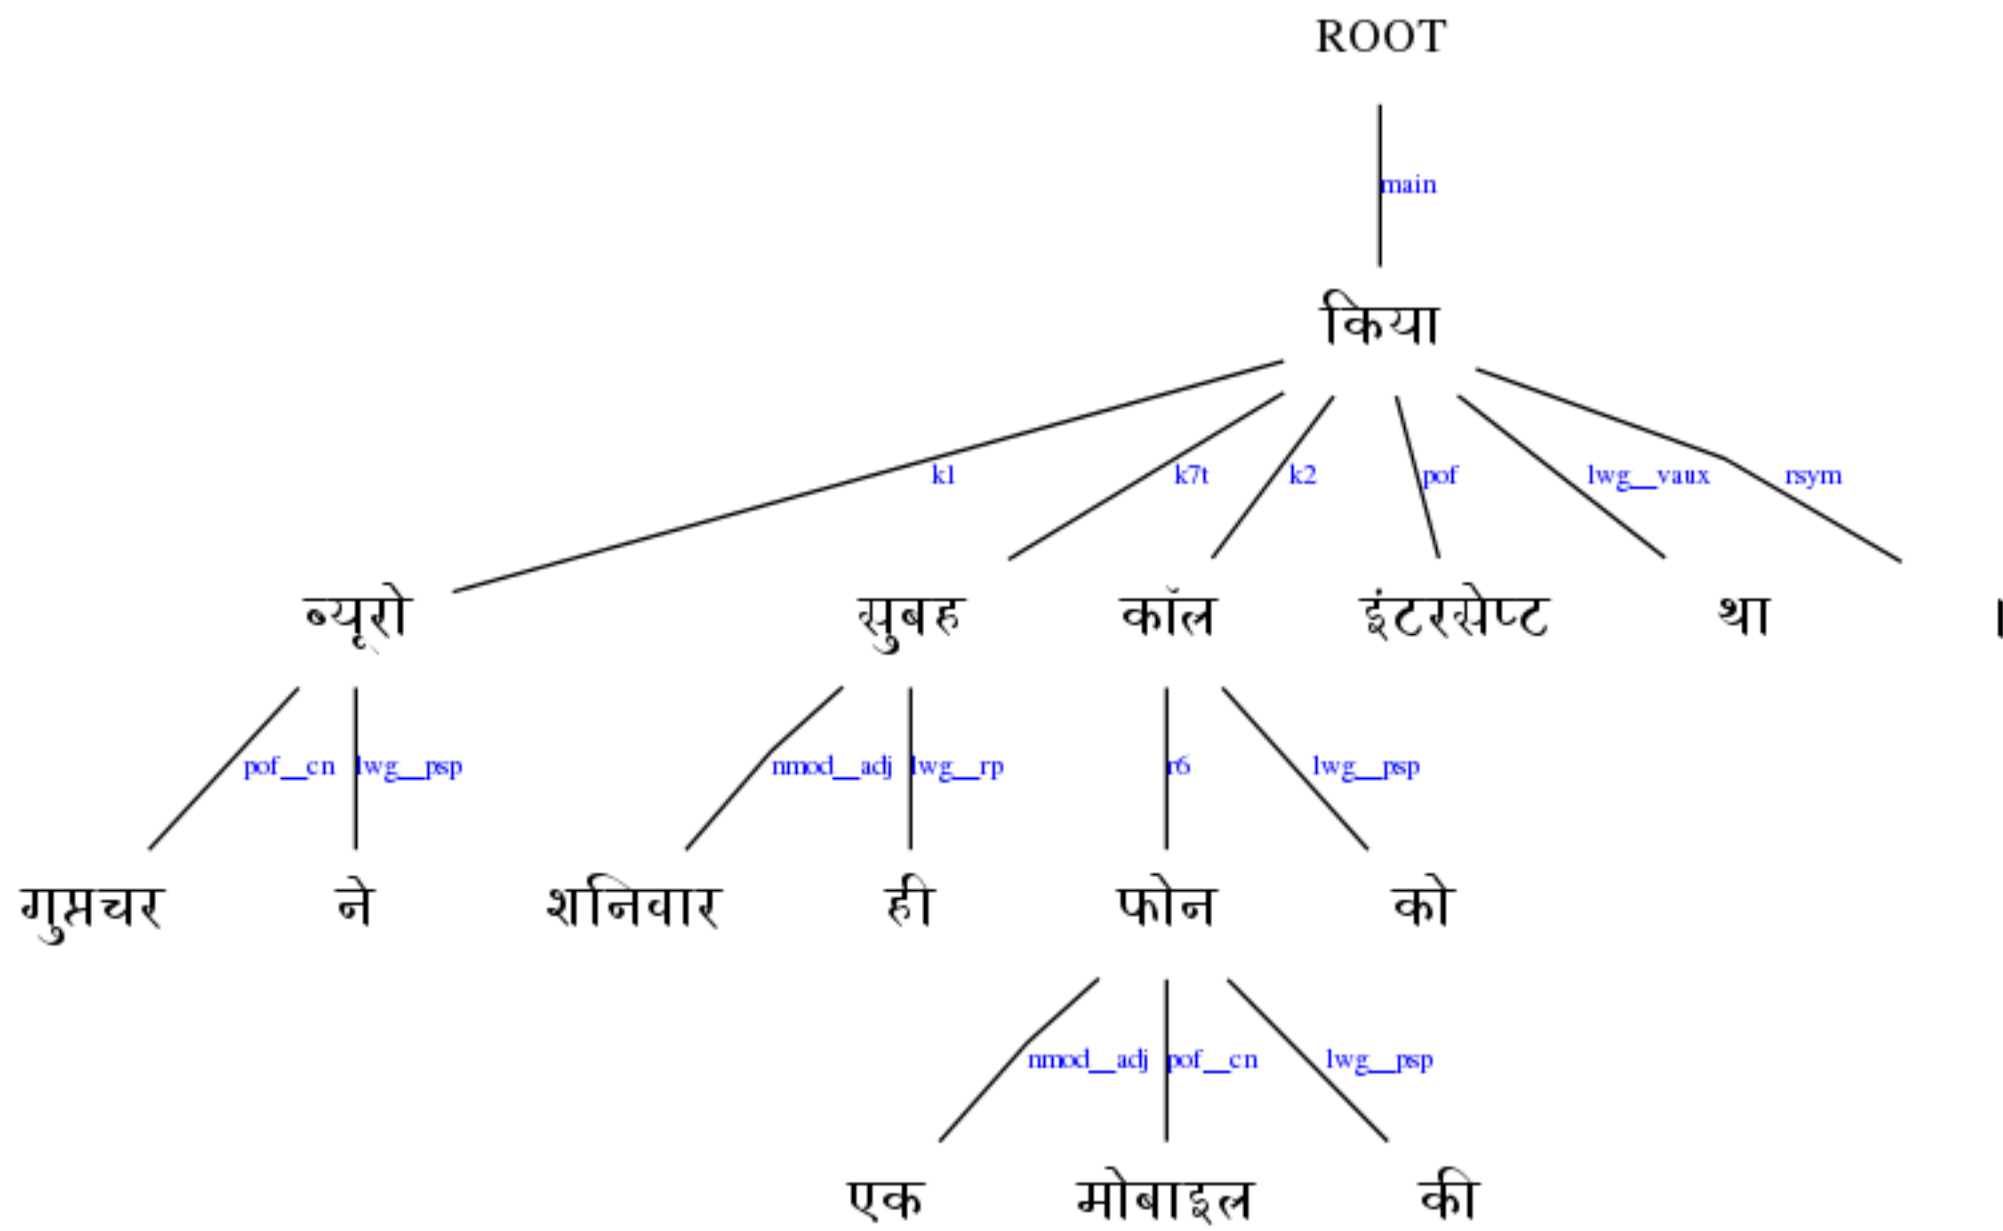 ROOT
main
किया
k1 k7t k2 pof lwg__vaux rsym
ब्यूरो सुबह कॉल इंटरसेप्ट था ।
pof__cn lwg__psp nmod__adj lwg__rp r6 lwg__psp
गुप्तचर ने शनिवार ही फोन को
nmod__adj pof__cn lwg__psp
एक मोबाइल की